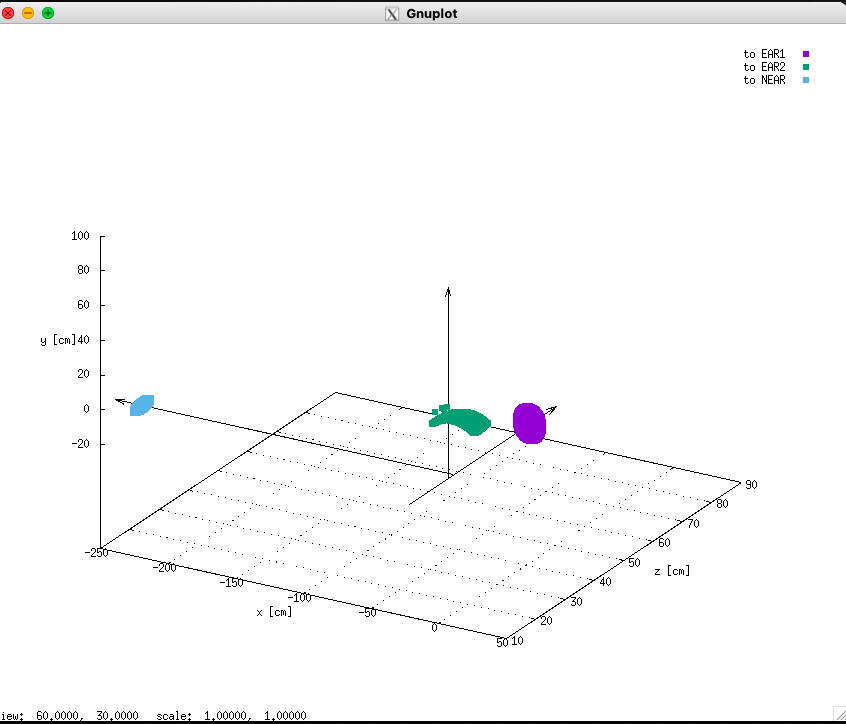 Gnuplot
to EAR1
to EAR2
to NEAR
100
80
60
y [cm]40
20
0
-20
90
80
70
60
50
z [cm]
40
30
20
50 10
-250
-200
-150
-100
x [cm]
-50
0
iew: 60.0000, 30.0000 scale: 1.00000, 1.00000